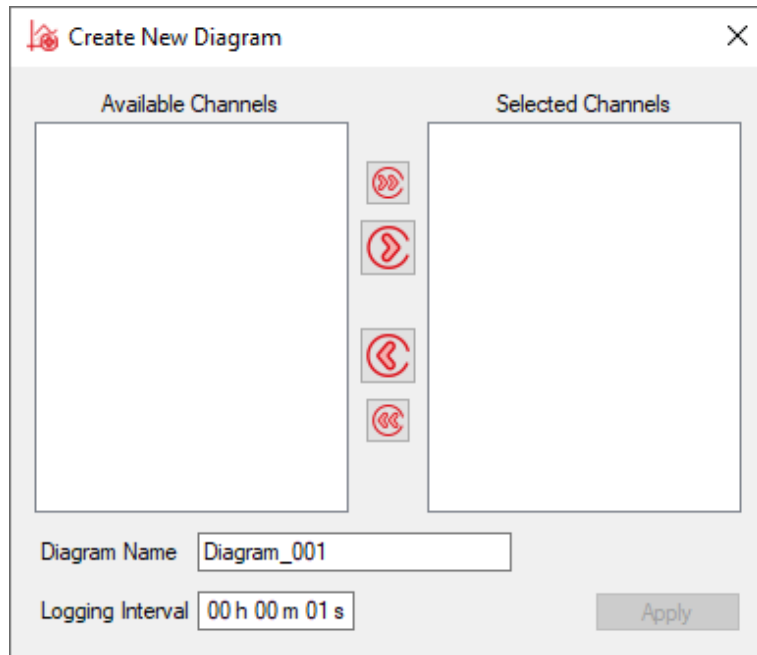 Create New Diagram
Available Channels
Selected Channels
Diagram Name
Diagram_001
Logging Interval
00 h 00 m 01 s
Apply